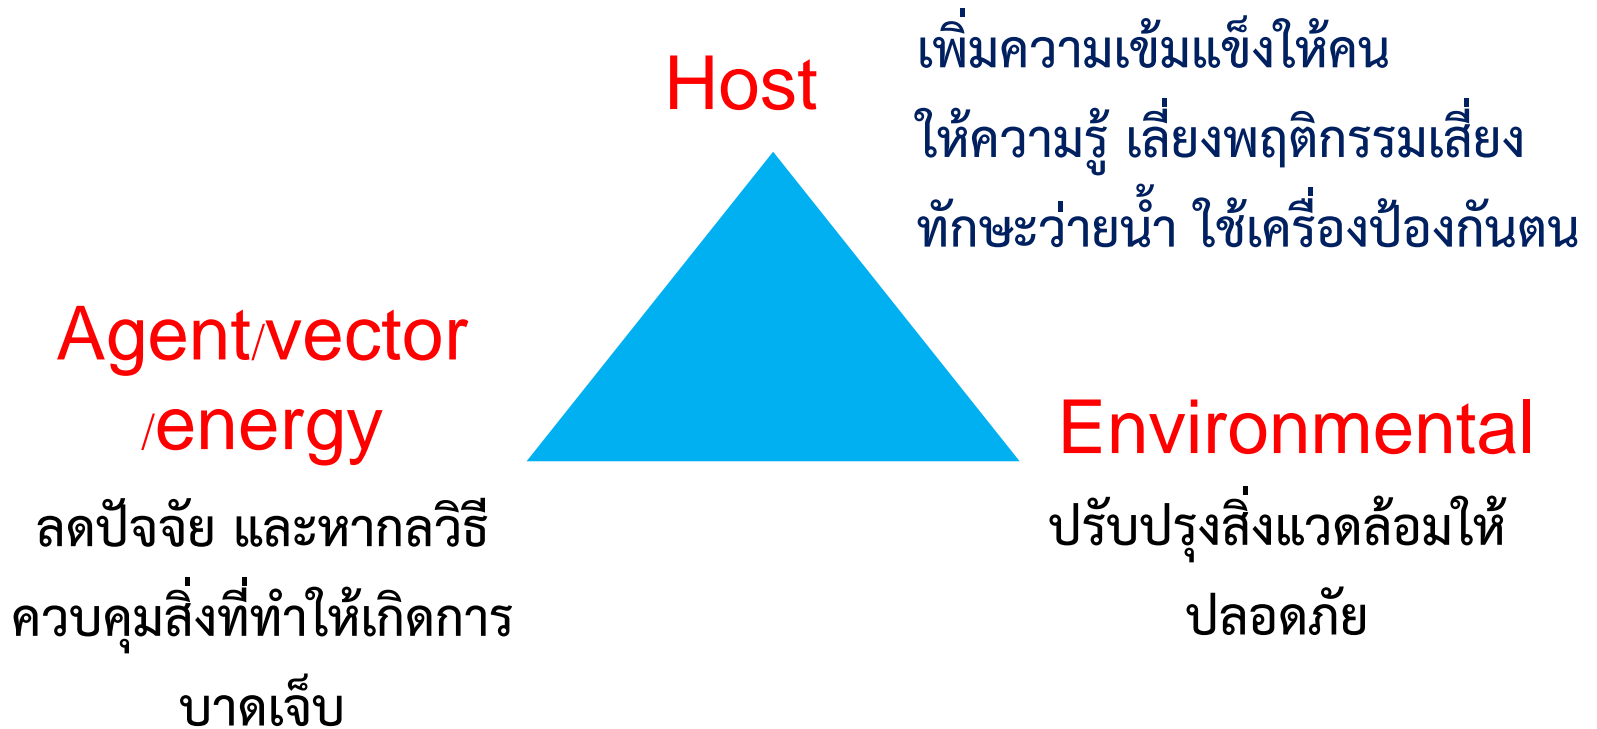 Host
เพิ่มความเข้มแข็งให้คน
ให้ความรู้ เลี่ยงพฤติกรรมเสี่ยง
ทักษะว่ายน้ำ ใช้เครื่องป้องกันตน
Agent/vector
/energy
ลดปัจจัย และหากลวิธี
ควบคุมสิ่งที่ทำให้เกิดการ
บาดเจ็บ
Environmental
ปรับปรุงสิ่งแวดล้อมให้
ปลอดภัย